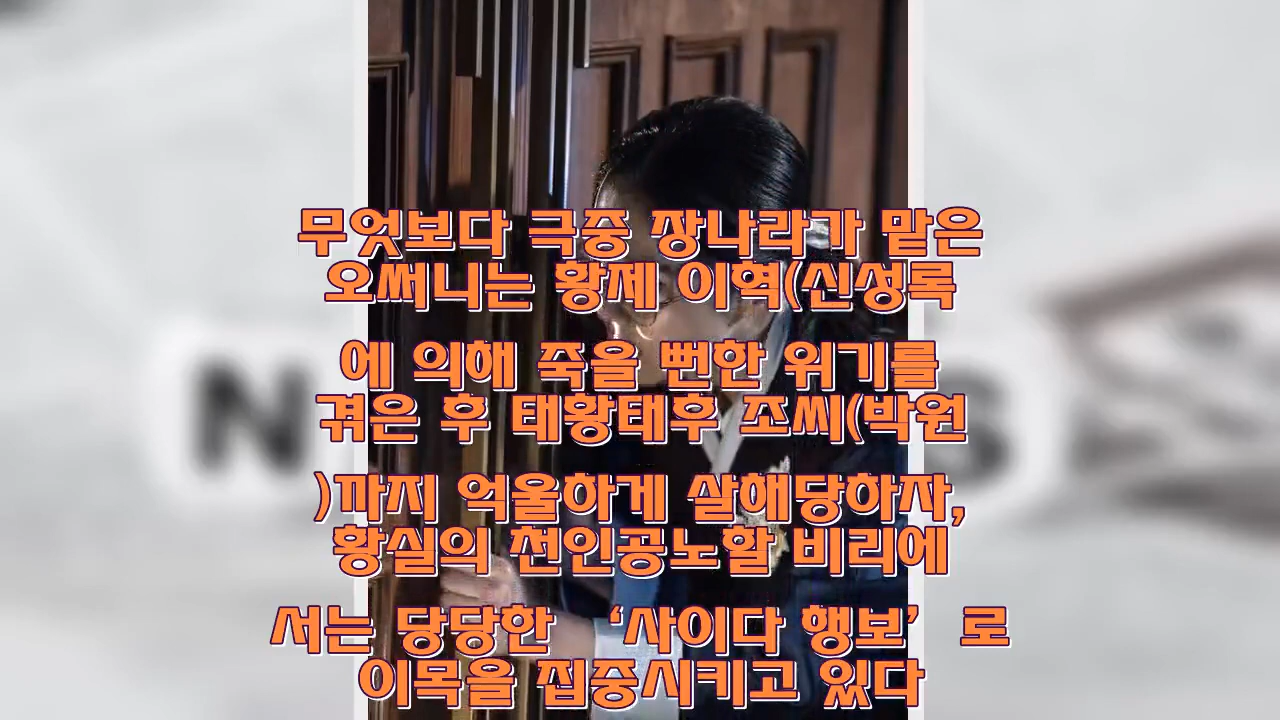 무엇보다 극중 장나라가 맡은
오써니는 황제 이혁(신성록
에 의해 죽을 뻔한 위기를
겪은 후 태황태후 조씨(박원
)까지 억울하게 살해당하자,
황실의 천인공노할 비리에
서는 당당한 ‘사이다 행보’로
이목을 집중시키고 있다
N
S